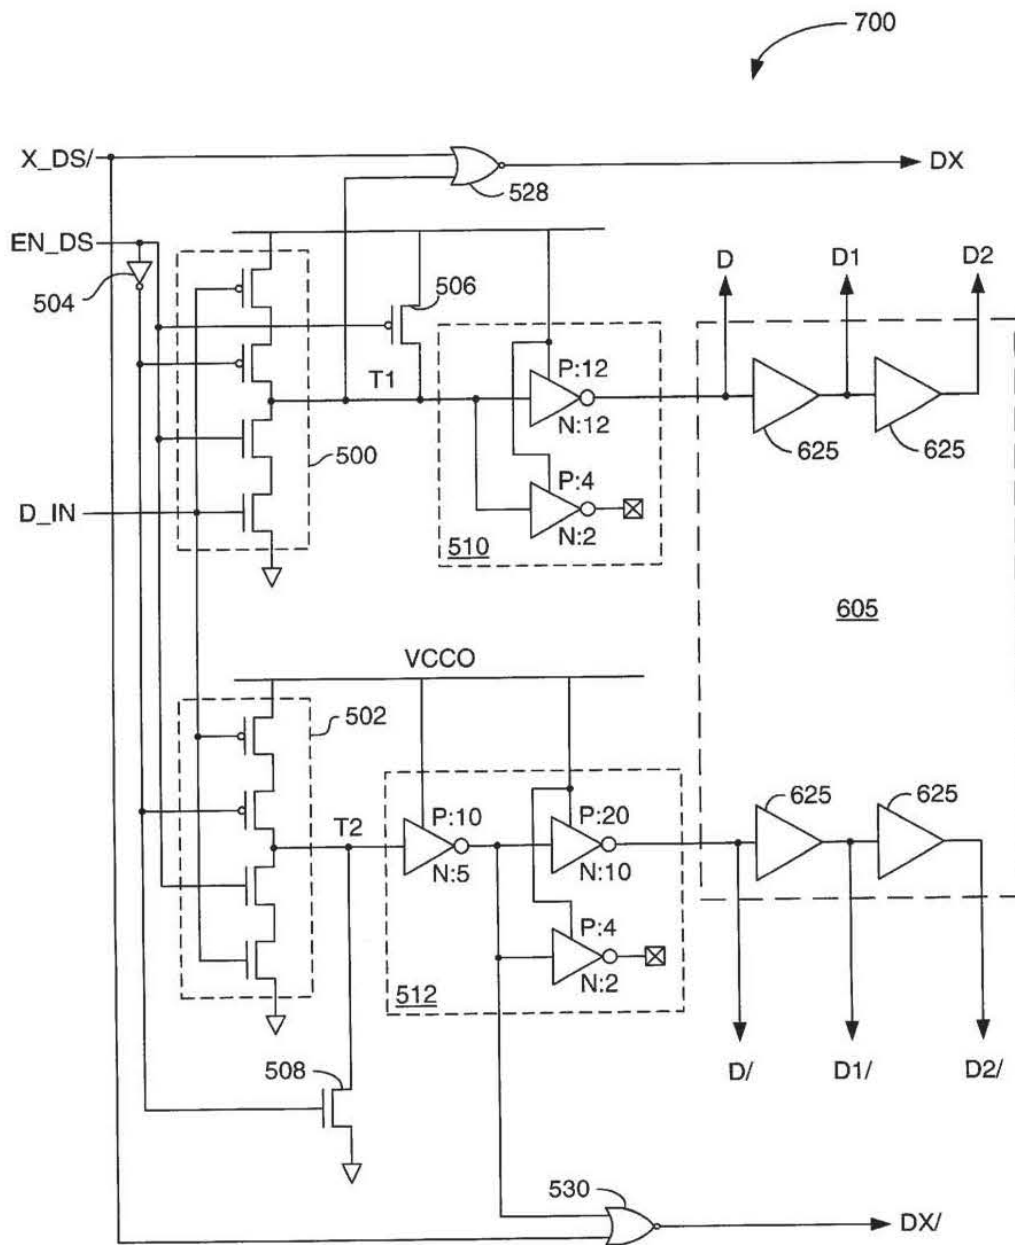 700
X_DS/
DX
528
EN_DS
504
506
D
D1
D2
P:12
T1
N:12
625
625
500
P:4
D_IN
N:2
510
605
VCCO
502
625
625
P:10
P:20
T2
N:5
N:10
P:4
512
N:2
508
D/
D1/
D2/
530
DX/